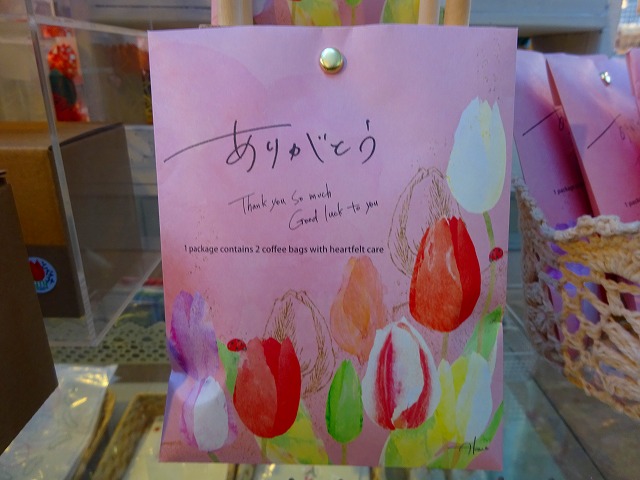 ありがとう
Thank you so much
Good luck to you
1 package contains 2 coffee bags with heartfelt care